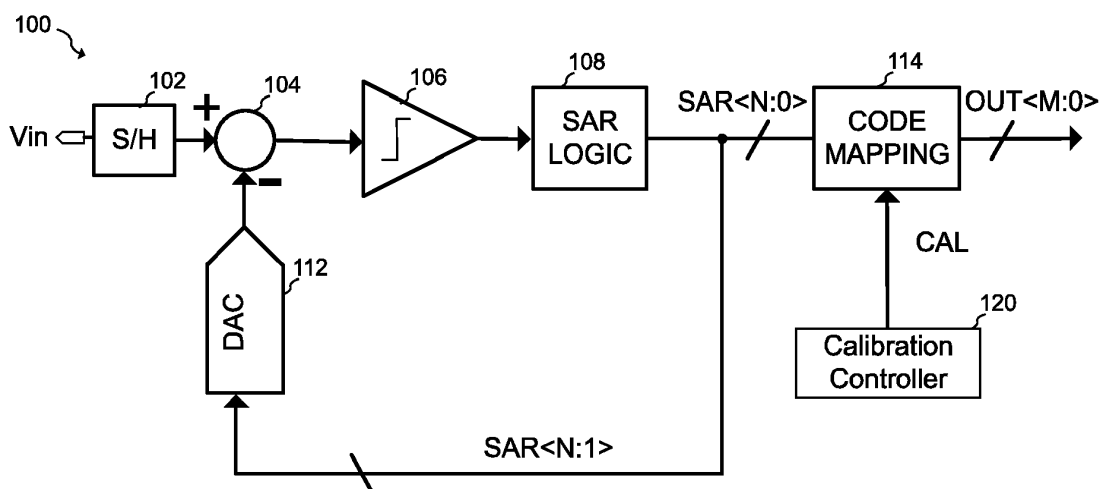 100
102
104
106
108
114
Vin
S/H
+
−
SAR
LOGIC
SAR<N:0>
CODE
MAPPING
OUT<M:0>
112
DAC
CAL
120
Calibration
Controller
SAR<N:1>